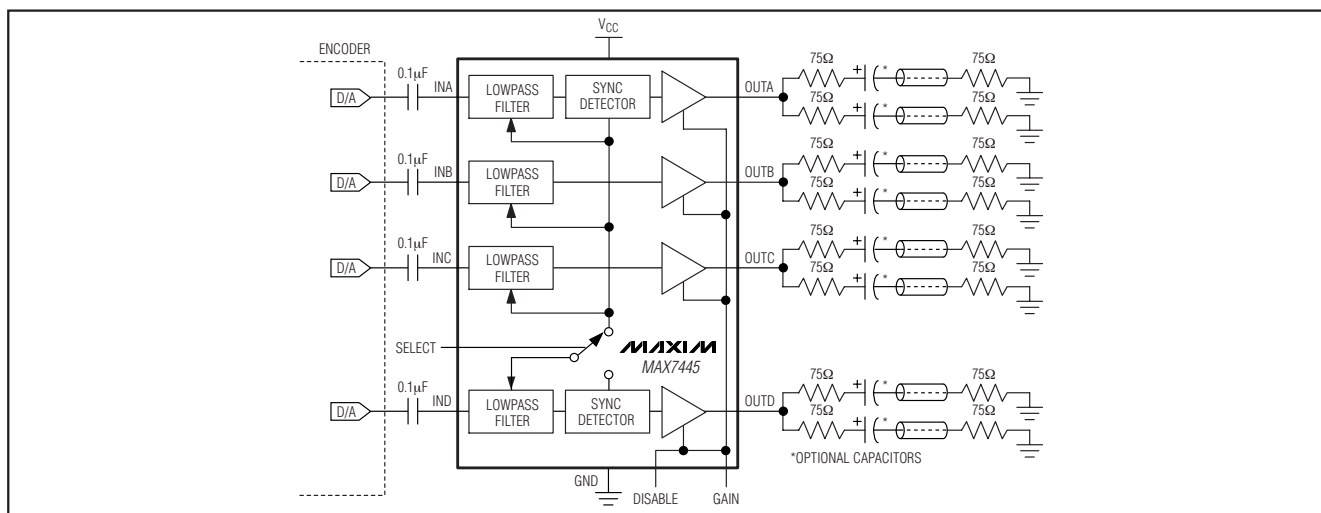 V_CC
ENCODER
0.1µF
INA
D/A
LOWPASS
FILTER
SYNC
DETECTOR
OUTA
75Ω
+
*
75Ω
75Ω
+
*
75Ω
0.1µF
INB
D/A
LOWPASS
FILTER
OUTB
75Ω
+
*
75Ω
75Ω
+
*
75Ω
0.1µF
INC
D/A
LOWPASS
FILTER
OUTC
75Ω
+
*
75Ω
75Ω
+
*
75Ω
SELECT
MAXIM
MAX7445
0.1µF
IND
D/A
LOWPASS
FILTER
SYNC
DETECTOR
OUTD
75Ω
+
*
75Ω
75Ω
+
*
75Ω
*OPTIONAL CAPACITORS
GND
DISABLE
GAIN